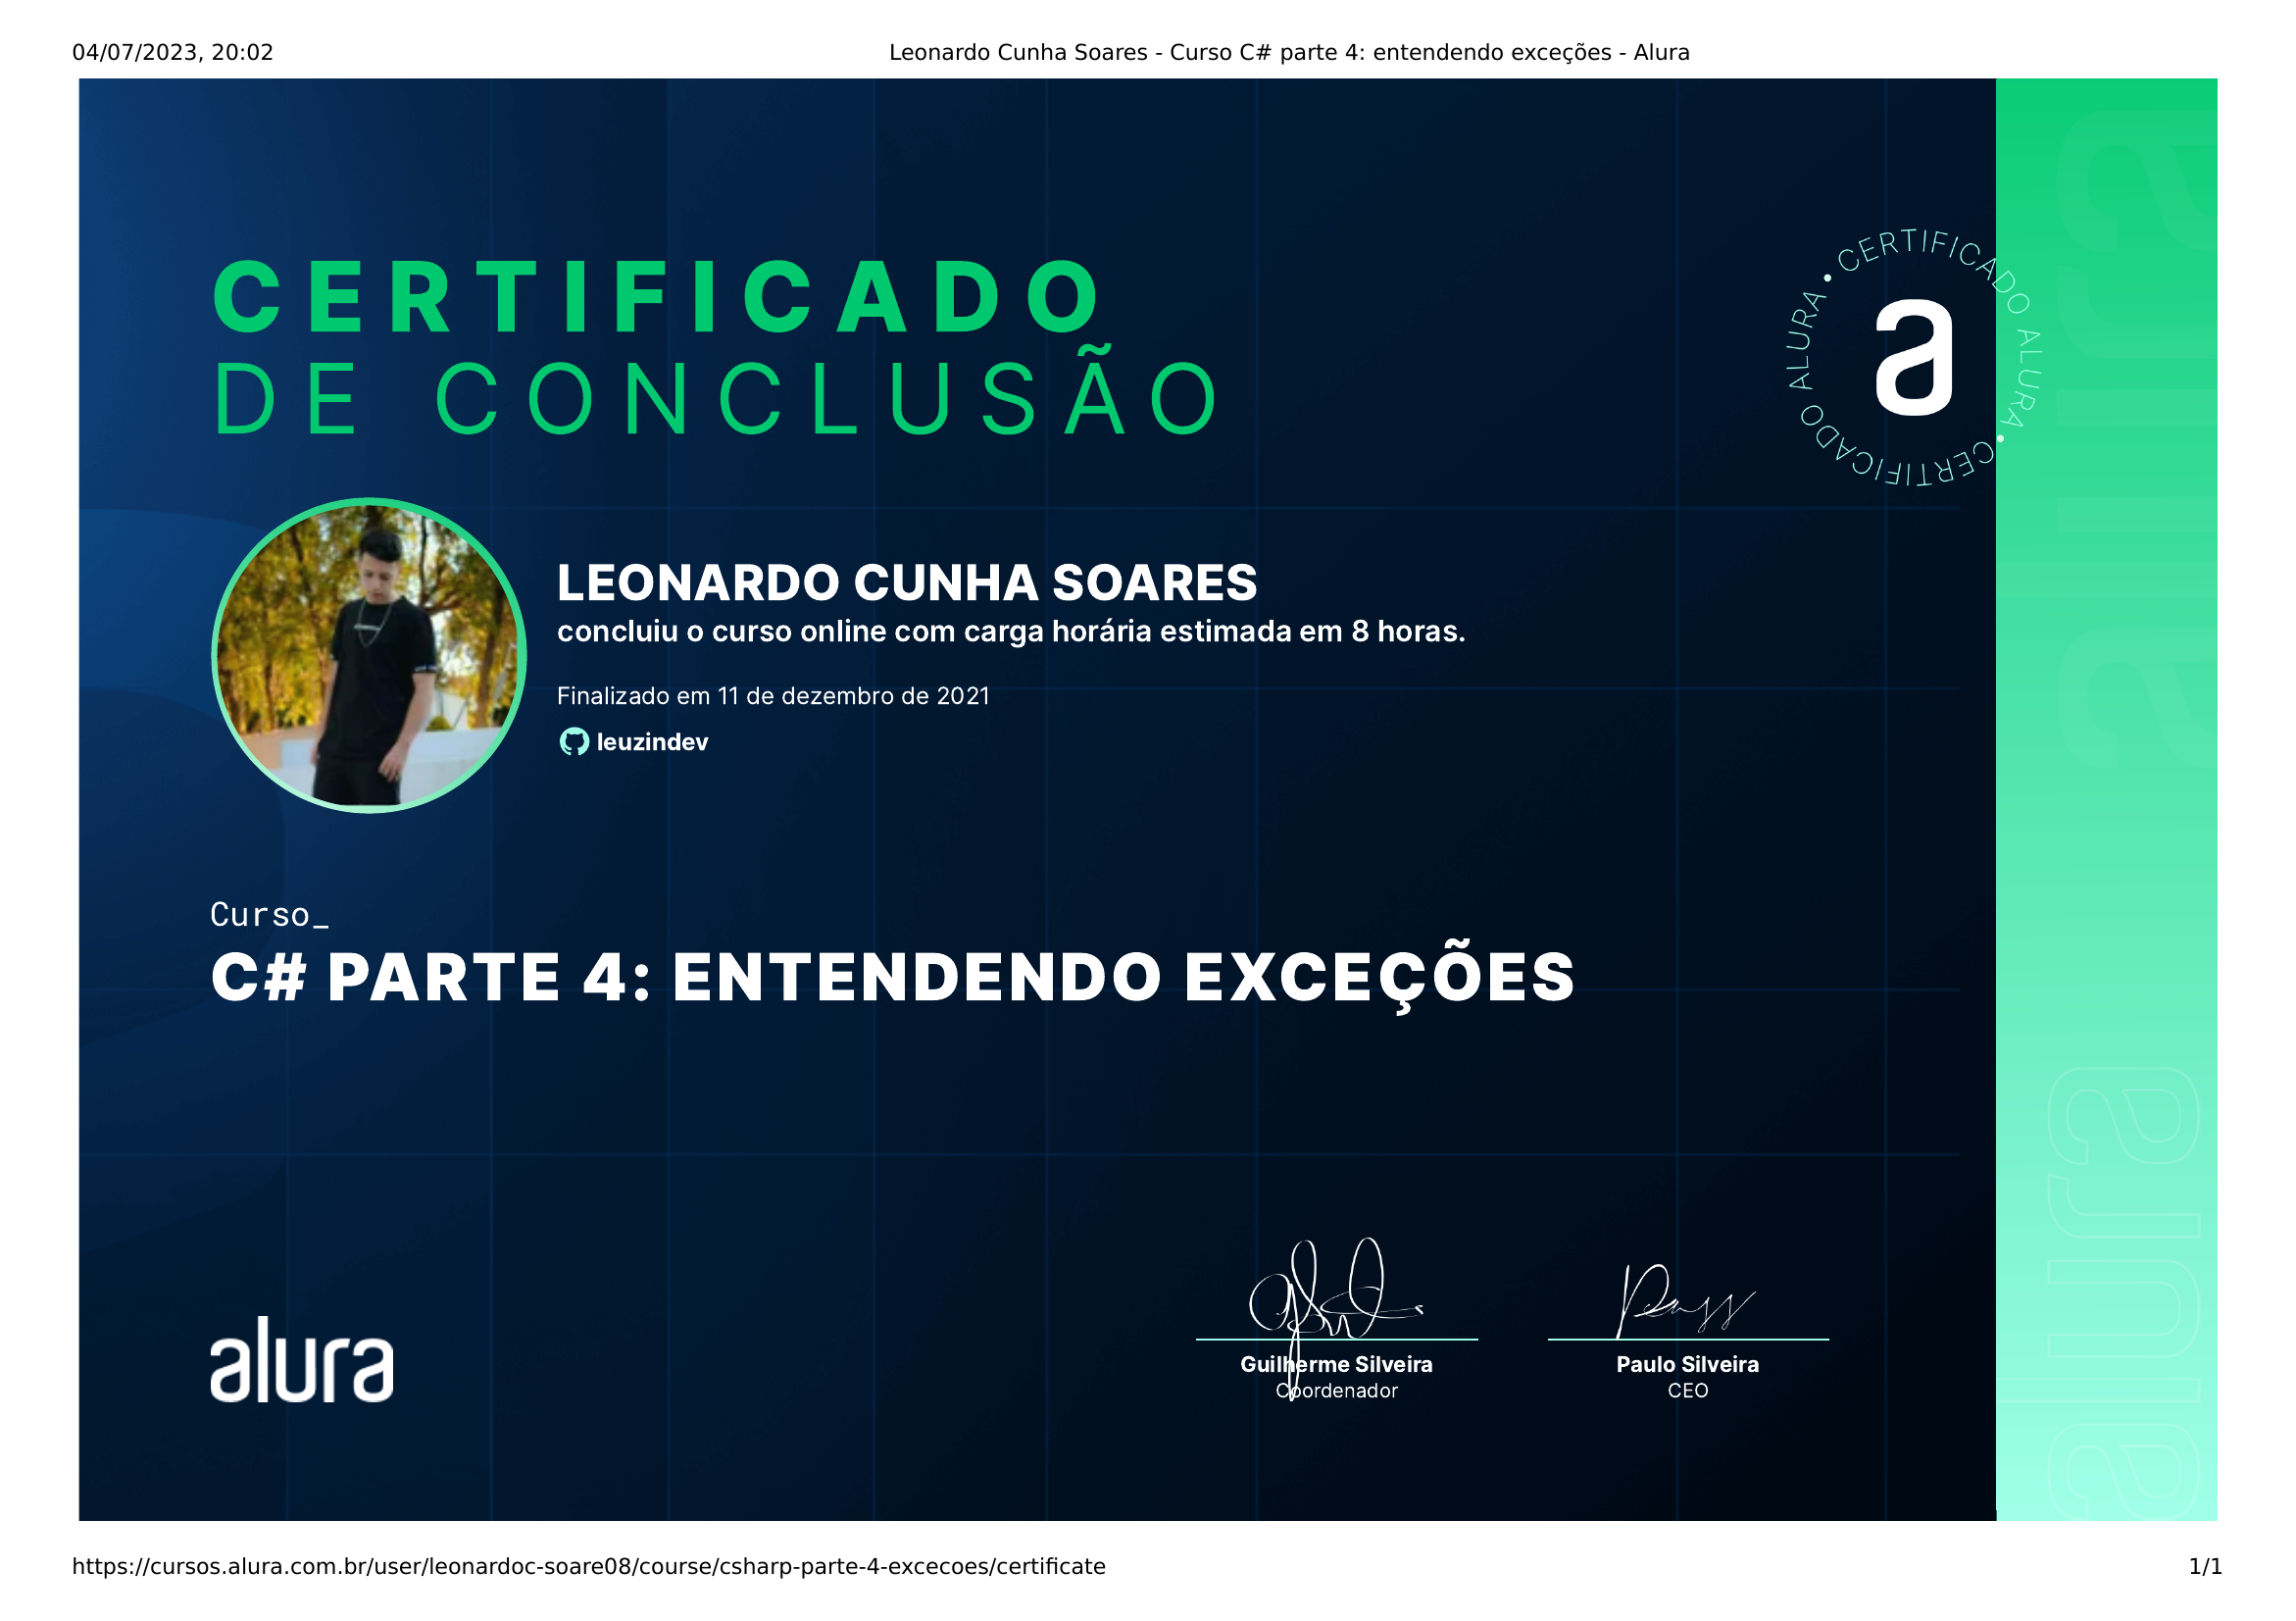 04/07/2023, 20:02
Leonardo Cunha Soares - Curso C# parte 4: entendendo exceções - Alura
CERTIFICADO
DE CONCLUSÃO
CERTIFICADO ALURA • CERTIFICADO ALURA •
a
LEONARDO CUNHA SOARES
concluiu o curso online com carga horária estimada em 8 horas.
Finalizado em 11 de dezembro de 2021
leuzindev
Curso_
C# PARTE 4: ENTENDENDO EXCEÇÕES
alura
Guilherme Silveira
Coordenador
Paulo Silveira
CEO
alura
alura
https://cursos.alura.com.br/user/leonardoc-soare08/course/csharp-parte-4-excecoes/certificate
1/1